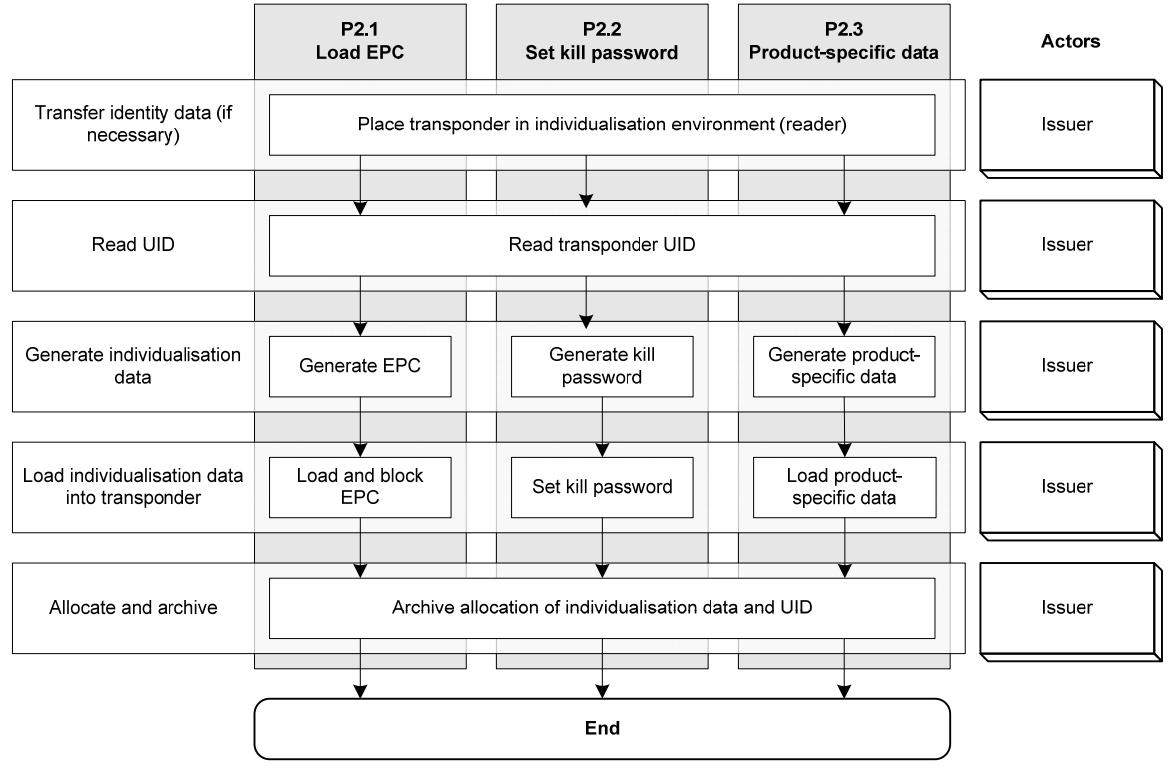 P2.1
Load EPC
P2.2
Set kill password
P2.3
Product-specific data
Actors
Transfer identity data (if
necessary)
Place transponder in individualisation environment (reader)
Issuer
Read UID
Read transponder UID
Issuer
Generate individualisation
data
Generate EPC
Generate kill
password
Generate product-
specific data
Issuer
Load individualisation data
into transponder
Load and block
EPC
Set kill password
Load product-
specific data
Issuer
Allocate and archive
Archive allocation of individualisation data and UID
Issuer
End